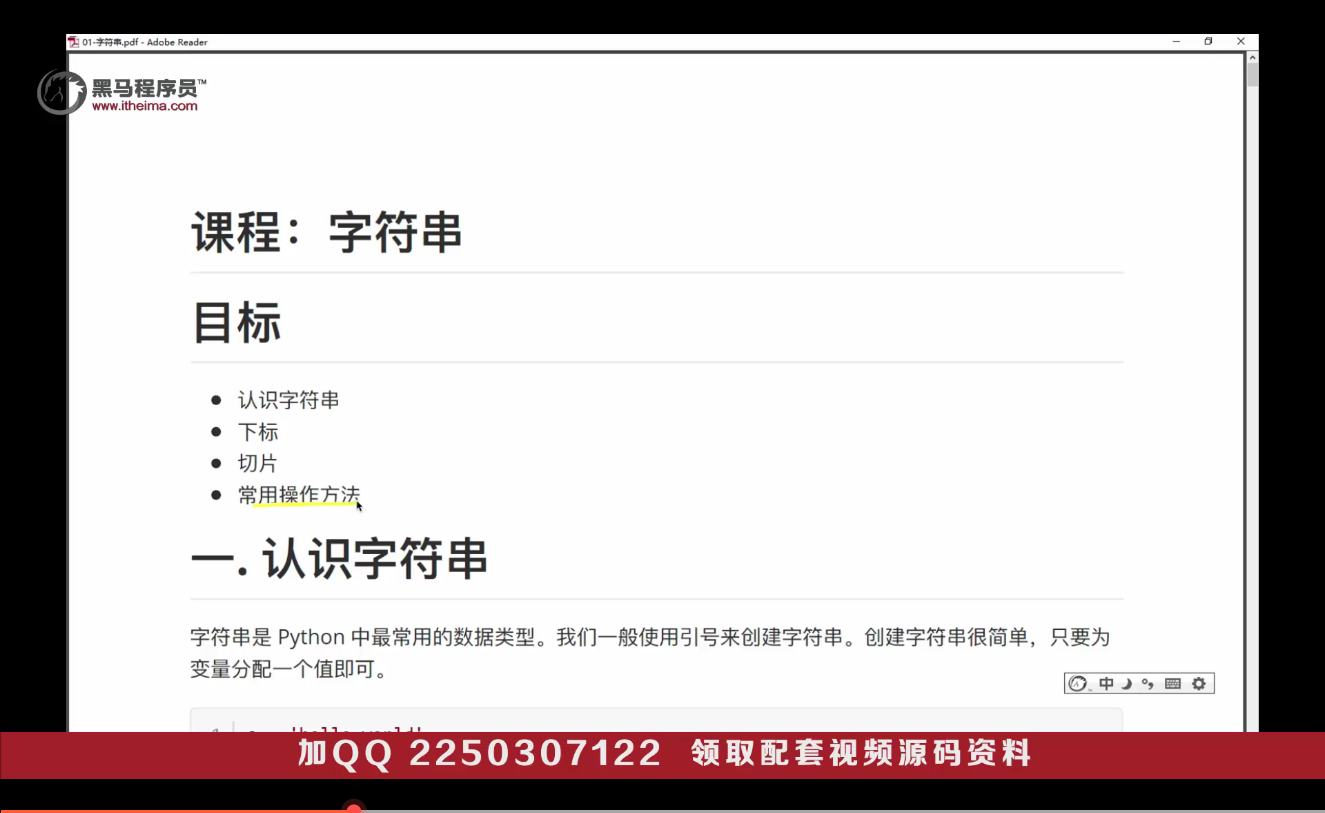 01-字符串.pdf - Adobe Reader
黑马程序员™
www.itheima.com
课程：字符串
目标
认识字符串
下标
切片
常用操作方法
一. 认识字符串
字符串是 Python 中最常用的数据类型。我们一般使用引号来创建字符串。创建字符串很简单，只要为
变量分配一个值即可。
中
加QQ 2250307122 领取配套视频源码资料